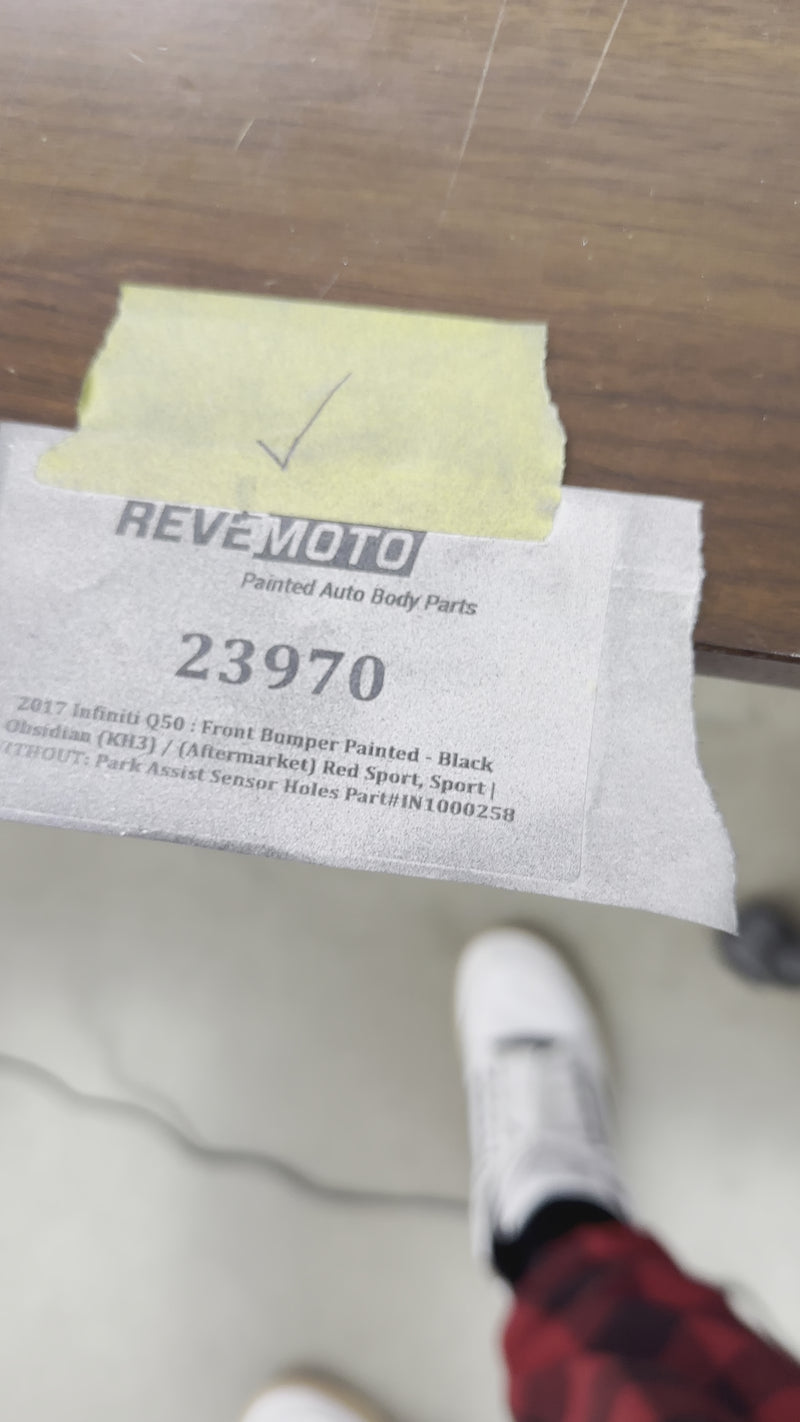 REVEMOTO
Painted Auto Body Parts
23970
2017 Infiniti Q50 : Front Bumper Painted - Black
Obsidian (KH3) / (Aftermarket) Red Sport, Sport |
WITHOUT: Park Assist Sensor Holes Part#IN1000258